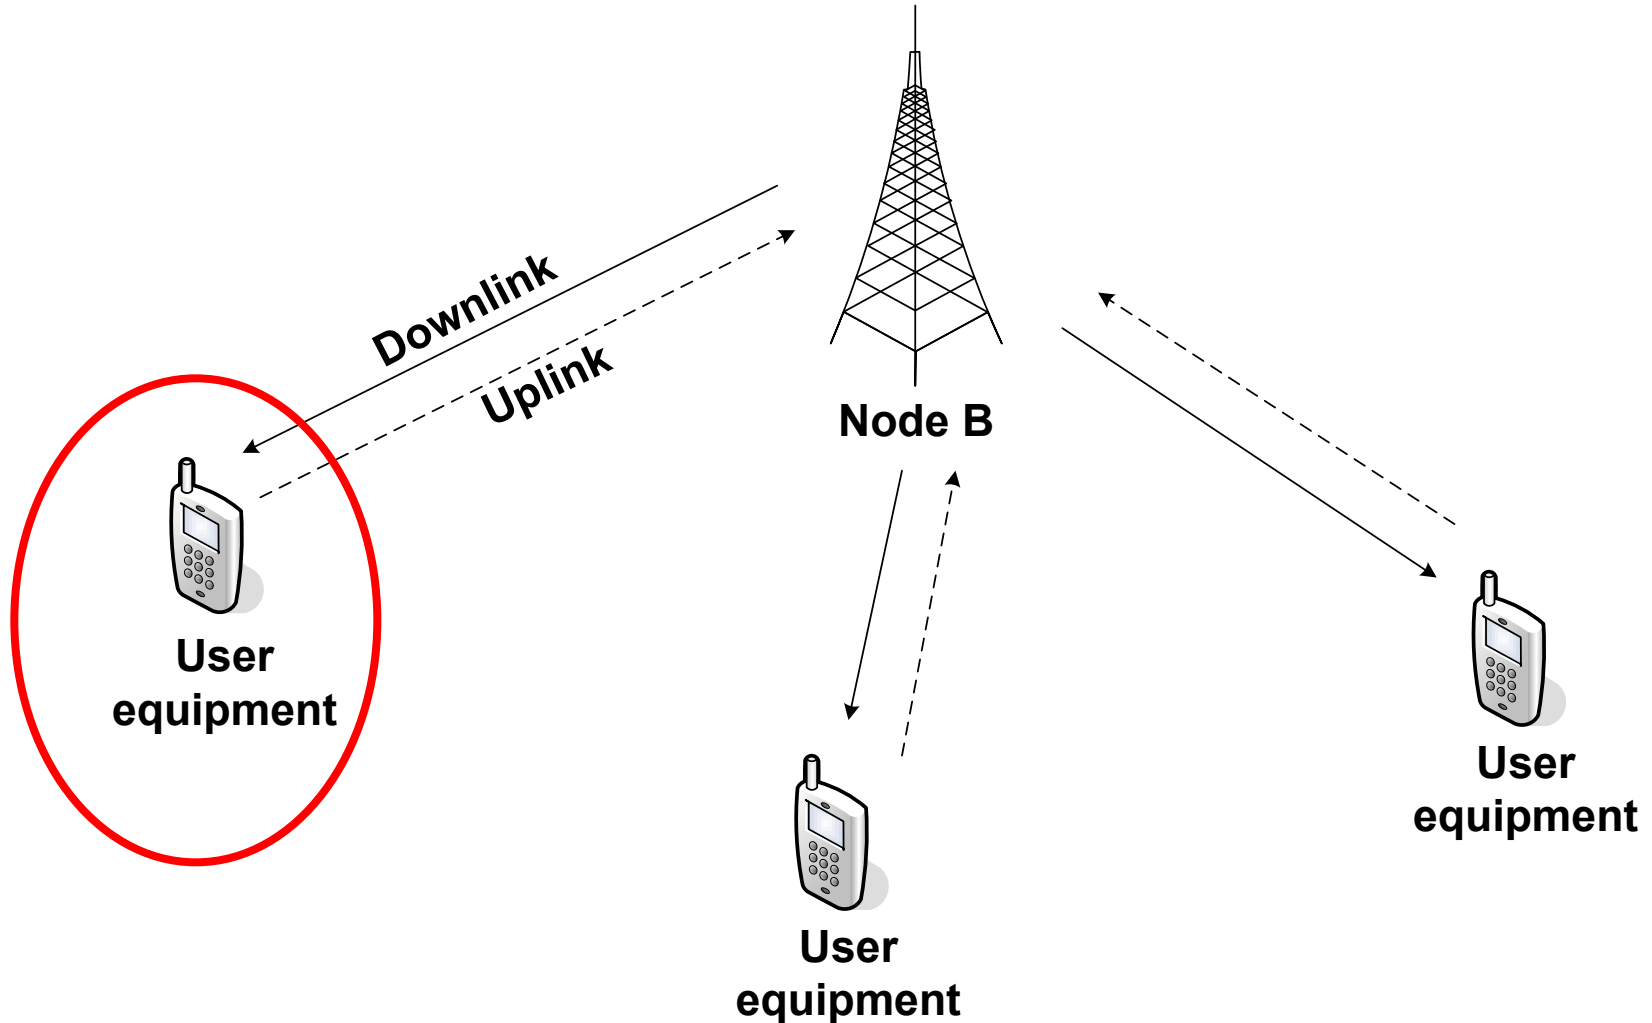 Downlink
Uplink
Node B
User
equipment
User
equipment
User
equipment